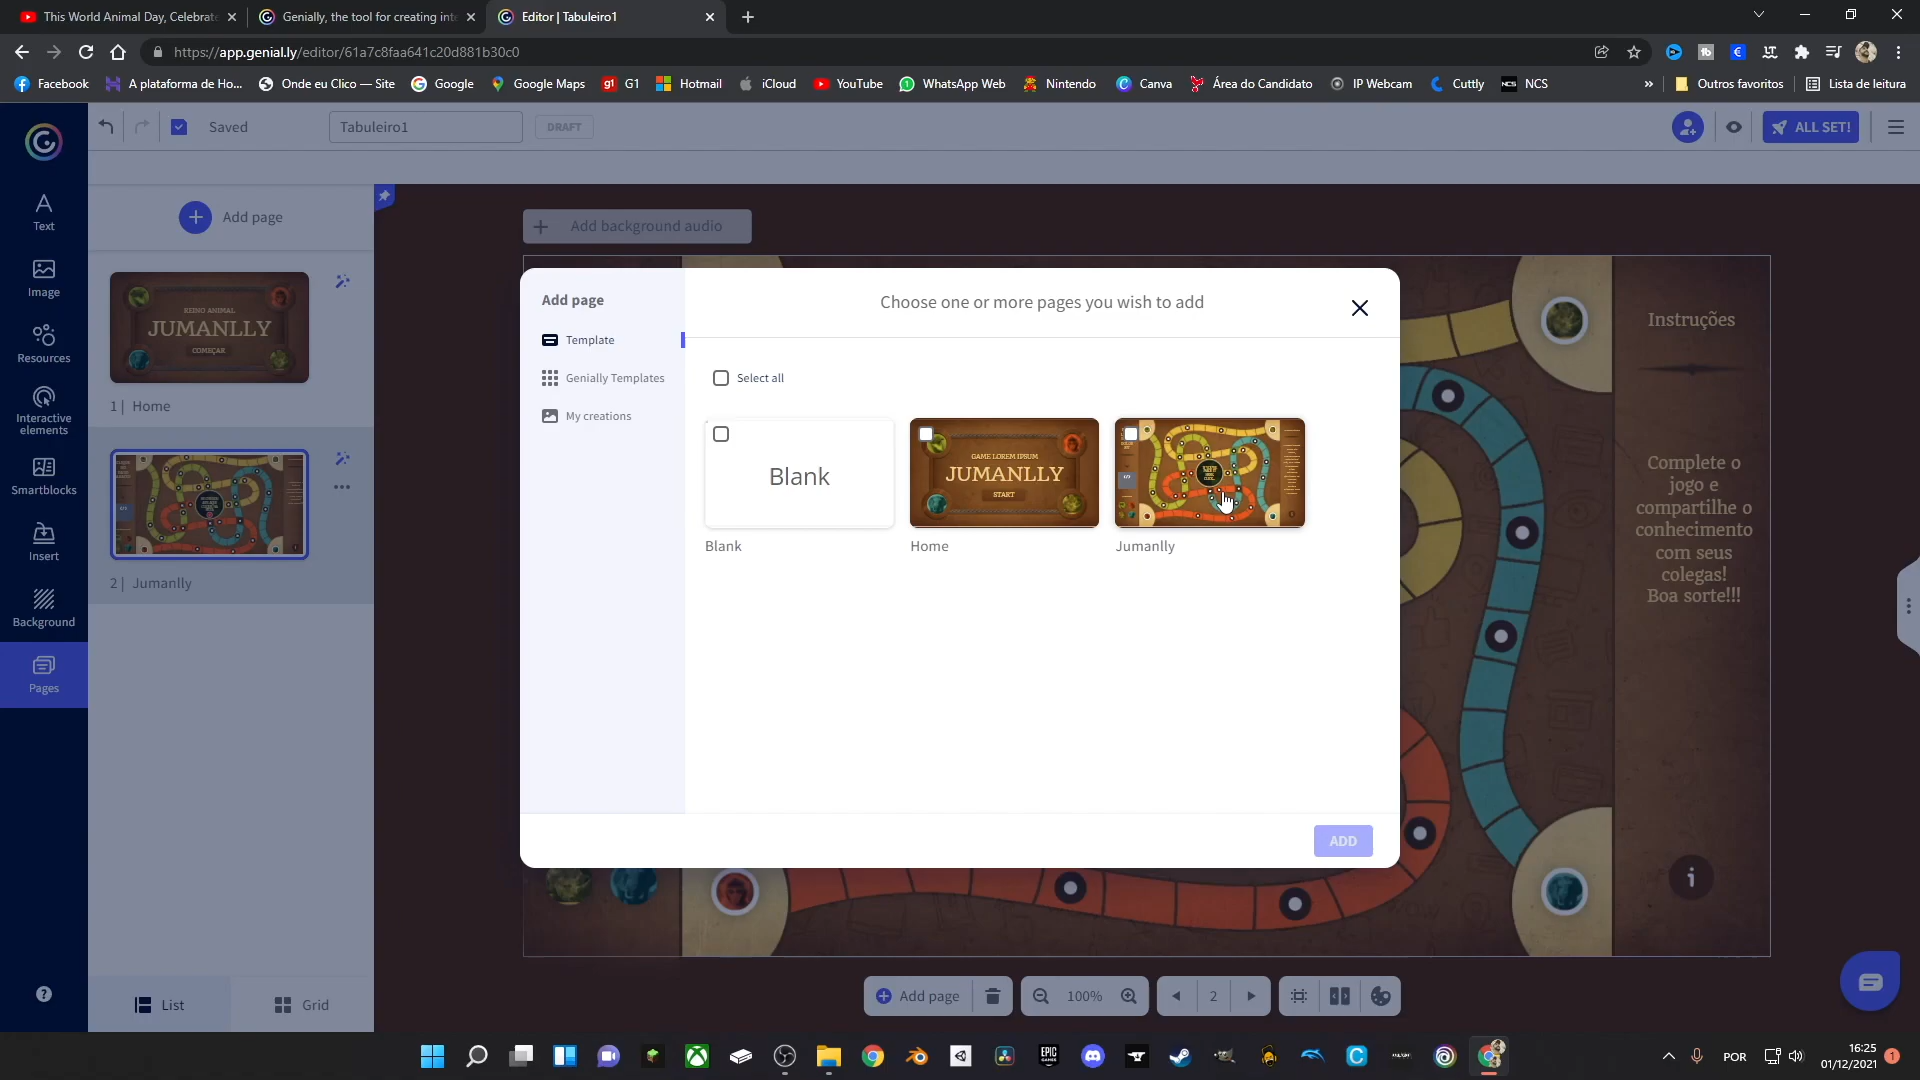 This World Animal Day, Celebrate
Genially, the tool for creating inte
Editor | Tabuleiro1
https://app.genial.ly/editor/61a7c8faa641c20d881b30c0
Facebook
A plataforma de Ho...
Onde eu Clico — Site
Google
Google Maps
G1
Hotmail
iCloud
YouTube
WhatsApp Web
Nintendo
Canva
Área do Candidato
IP Webcam
Cuttly
NCS
»
Outros favoritos
Lista de leitura
Saved
Tabuleiro1
DRAFT
ALL SET!
Text
Image
Resources
Interactive
elements
Smartblocks
Insert
Background
Pages
Add page
REINO ANIMAL
JUMANLLY
COMEÇAR
1 | Home
2 | Jumanlly
List
Grid
Add background audio
Add page
Template
Genially Templates
My creations
Choose one or more pages you wish to add
Select all
Blank
Blank
GAME LOREM IPSUM
JUMANLLY
START
Home
Jumanlly
ADD
Instruções
Complete o
jogo e
compartilhe o
conhecimento
com seus
colegas!
Boa sorte!!!
Add page
100%
2
POR
16:25
01/12/2021
1